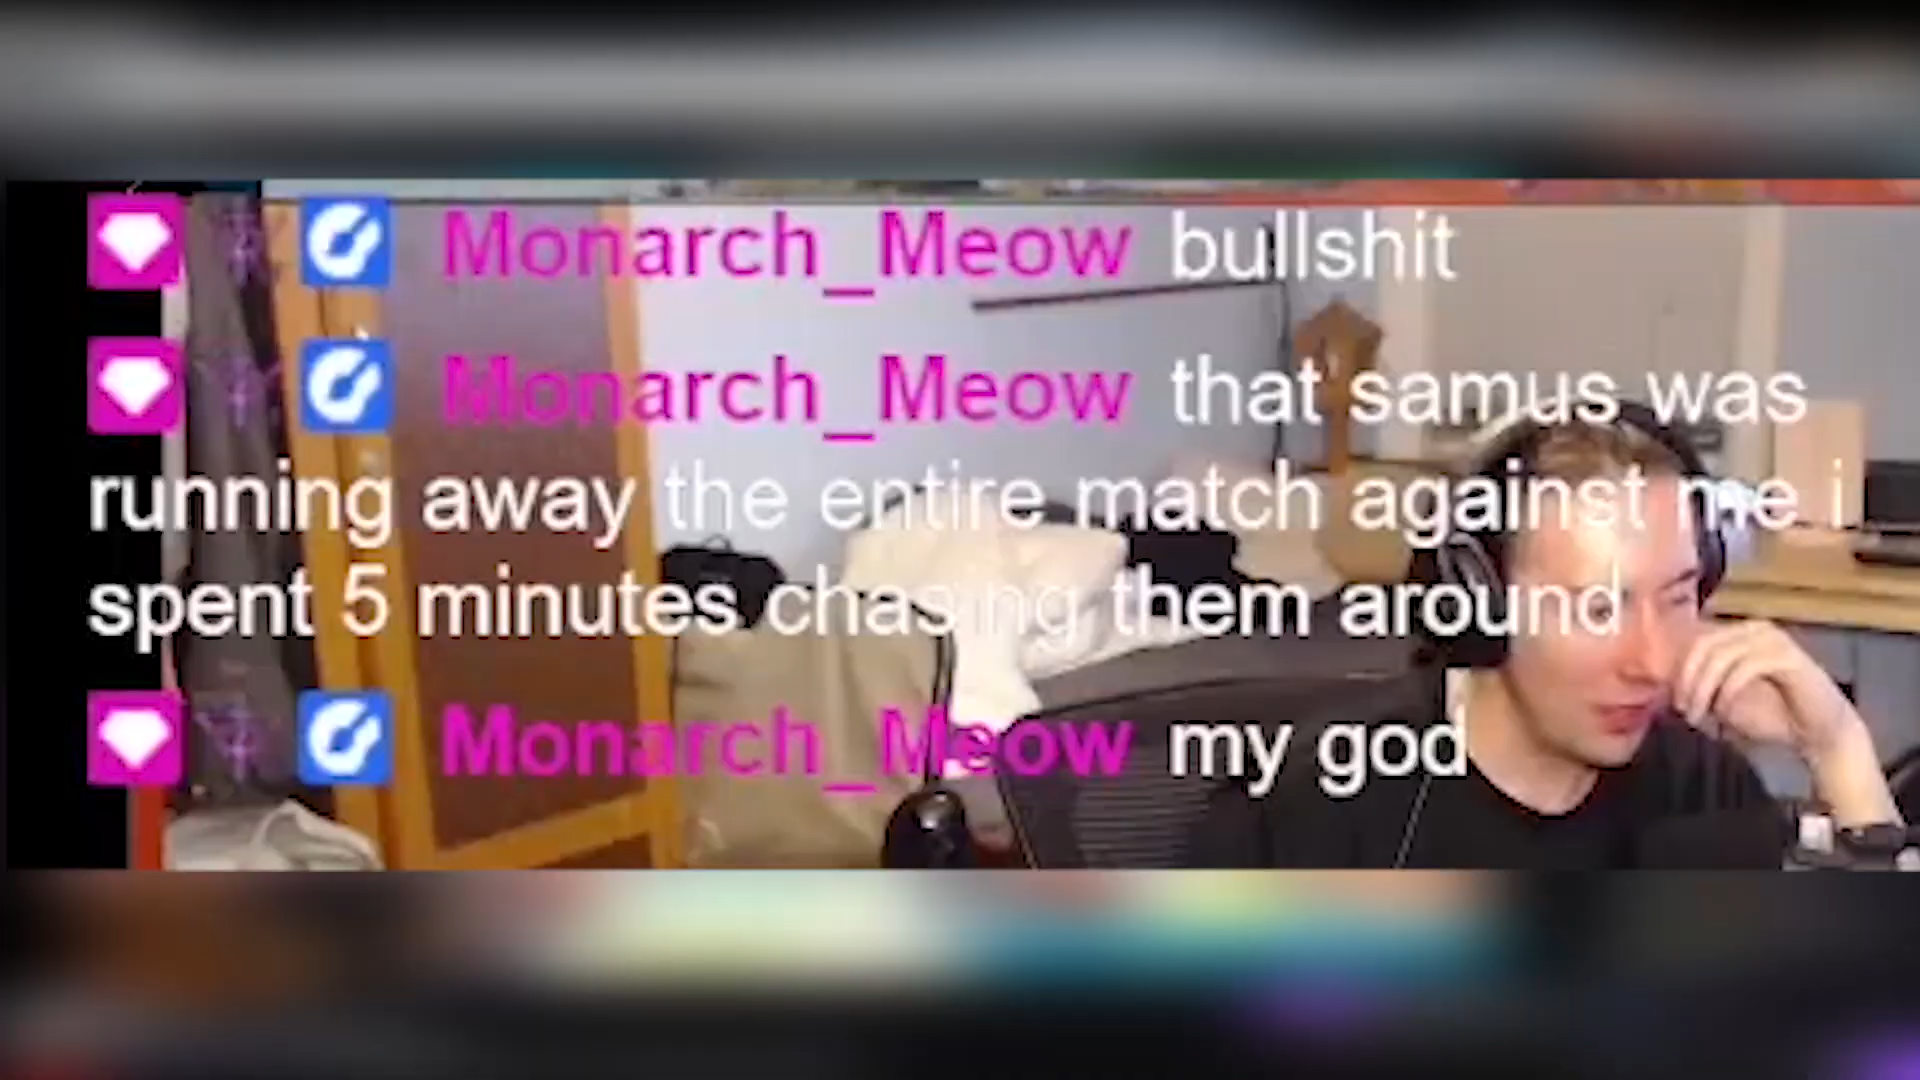 Monarch_Meow bullshit
Monarch_Meow that samus was
running away the entire match against me i
spent 5 minutes chasing them around
Monarch_Meow my god